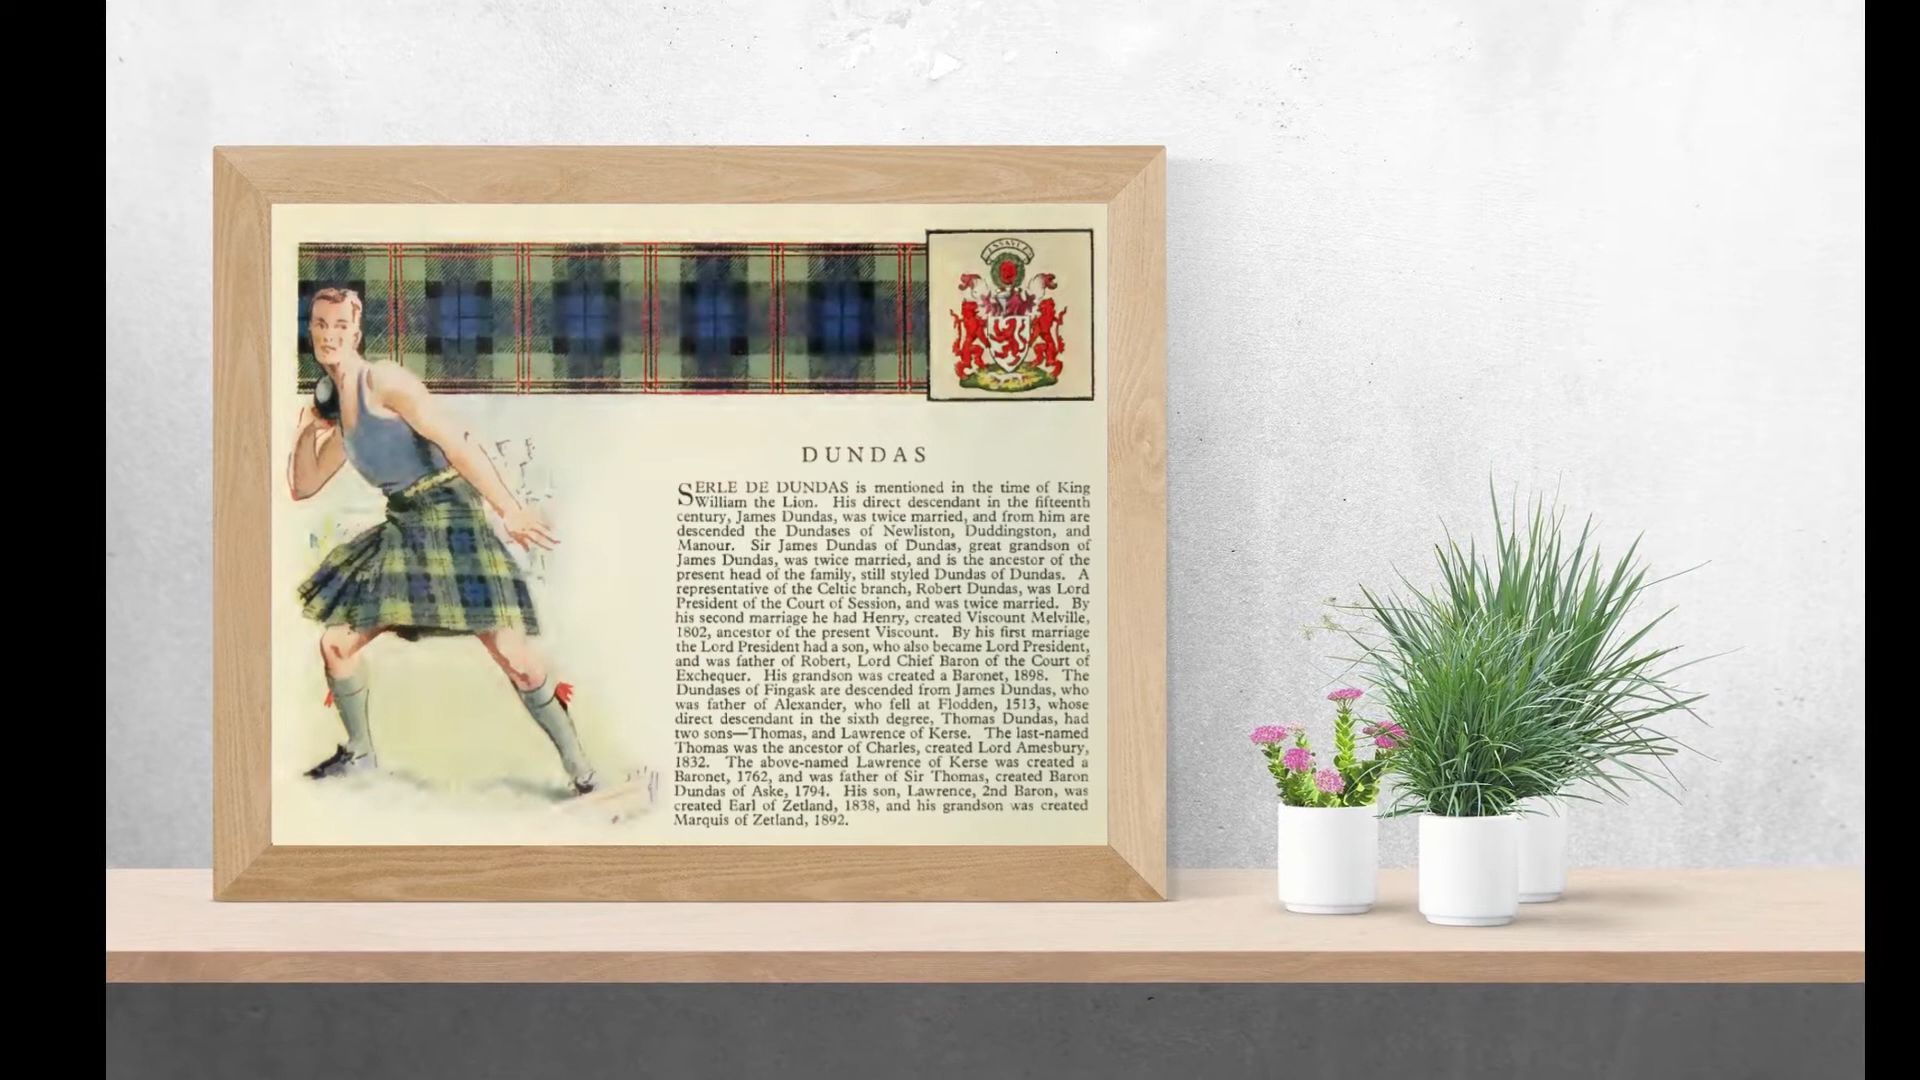 ESSAYEZ
DUNDAS
SERLE DE DUNDAS is mentioned in the time of King
William the Lion. His direct descendant in the fifteenth
century, James Dundas, was twice married, and from him are
descended the Dundases of Newliston, Duddingston, and
Manour. Sir James Dundas of Dundas, great grandson of
James Dundas, was twice married, and is the ancestor of the
present head of the family, still styled Dundas of Dundas. A
representative of the Celtic branch, Robert Dundas, was Lord
President of the Court of Session, and was twice married. By
his second marriage he had Henry, created Viscount Melville,
1802, ancestor of the present Viscount. By his first marriage
the Lord President had a son, who also became Lord President,
and was father of Robert, Lord Chief Baron of the Court of
Exchequer. His grandson was created a Baronet, 1898. The
Dundases of Fingask are descended from James Dundas, who
was father of Alexander, who fell at Flodden, 1513, whose
direct descendant in the sixth degree, Thomas Dundas, had
two sons—Thomas, and Lawrence of Kerse. The last-named
Thomas was the ancestor of Charles, created Lord Amesbury,
1832. The above-named Lawrence of Kerse was created a
Baronet, 1762, and was father of Sir Thomas, created Baron
Dundas of Aske, 1794. His son, Lawrence, 2nd Baron, was
created Earl of Zetland, 1838, and his grandson was created
Marquis of Zetland, 1892.